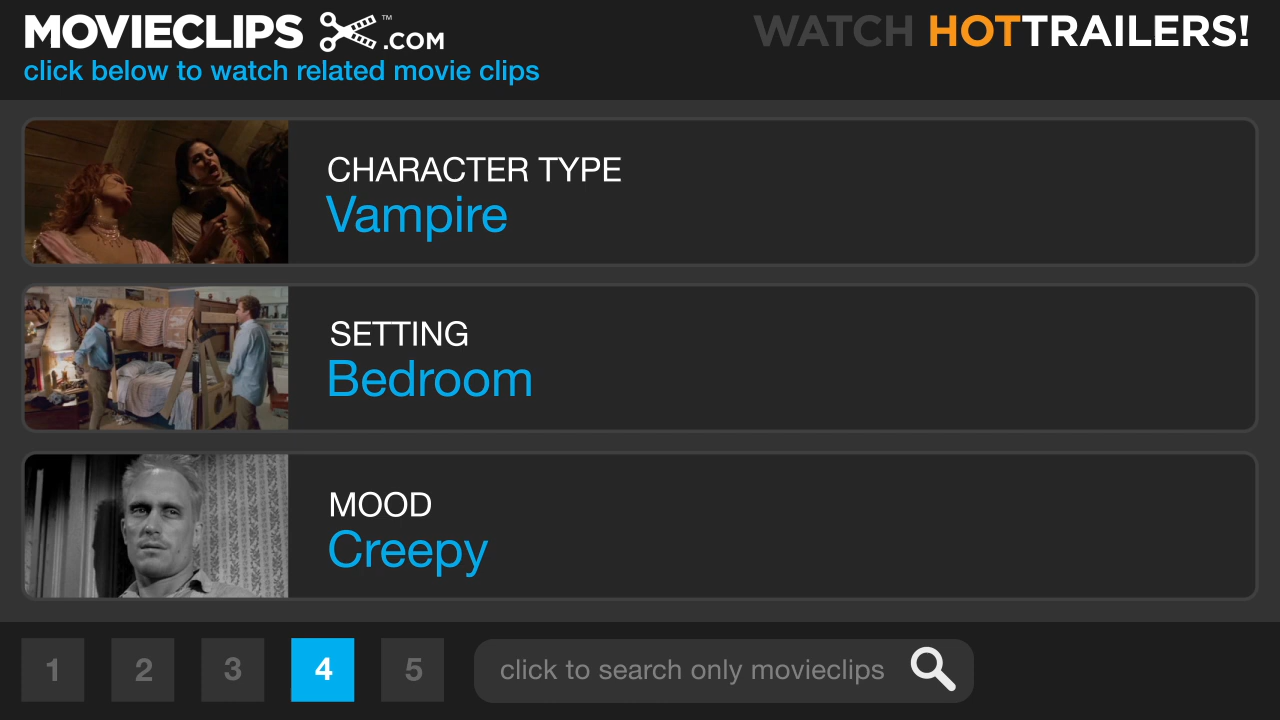 MOVIECLIPS ™ .COM
WATCH HOTTRAILERS!
click below to watch related movie clips
CHARACTER TYPE
Vampire
SETTING
Bedroom
MOOD
Creepy
1 2 3 4 5 click to search only movieclips